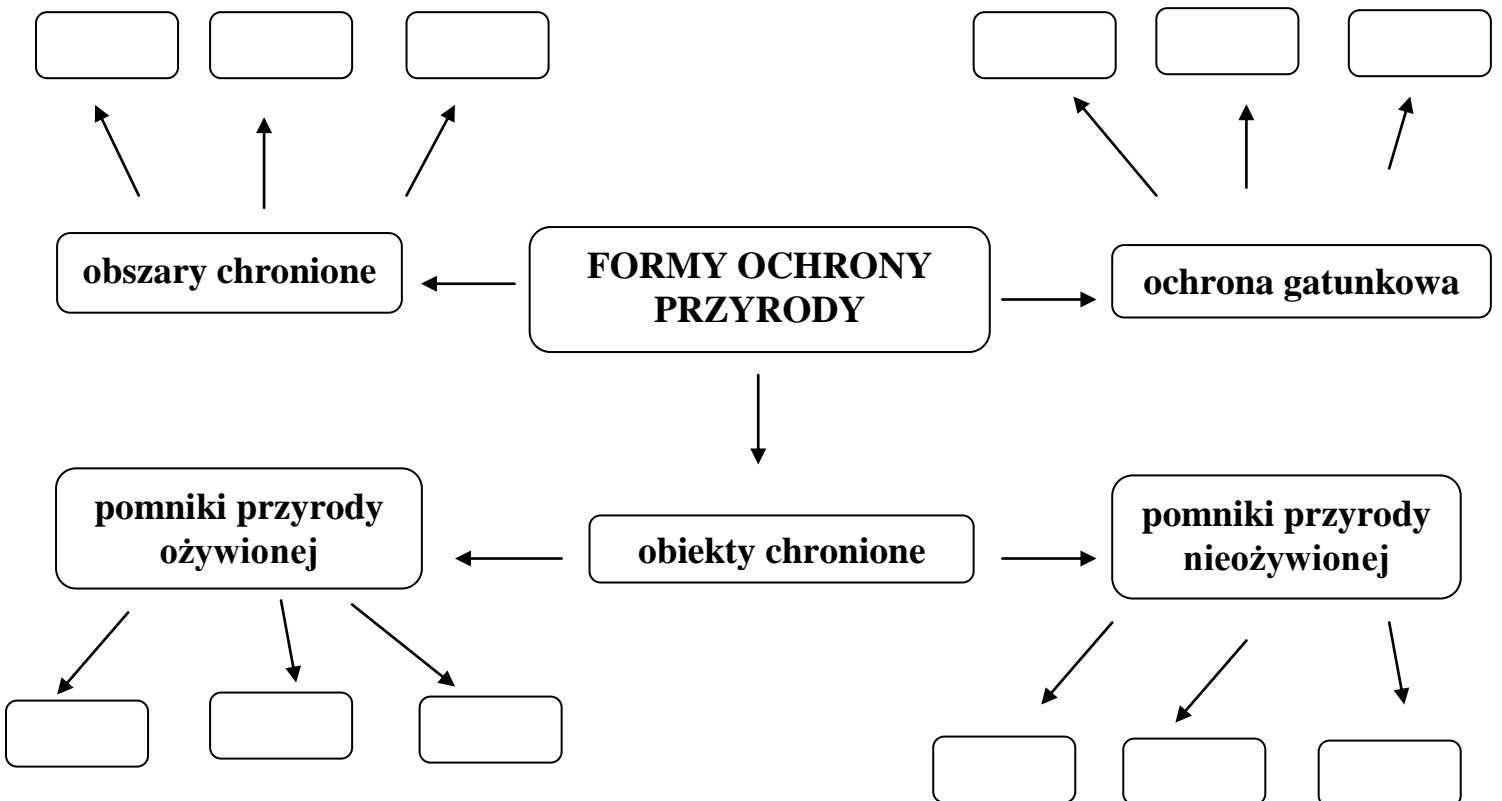 obszary chronione
FORMY OCHRONY
PRZYRODY
ochrona gatunkowa
pomniki przyrody
ożywionej
obiekty chronione
pomniki przyrody
nieożywionej